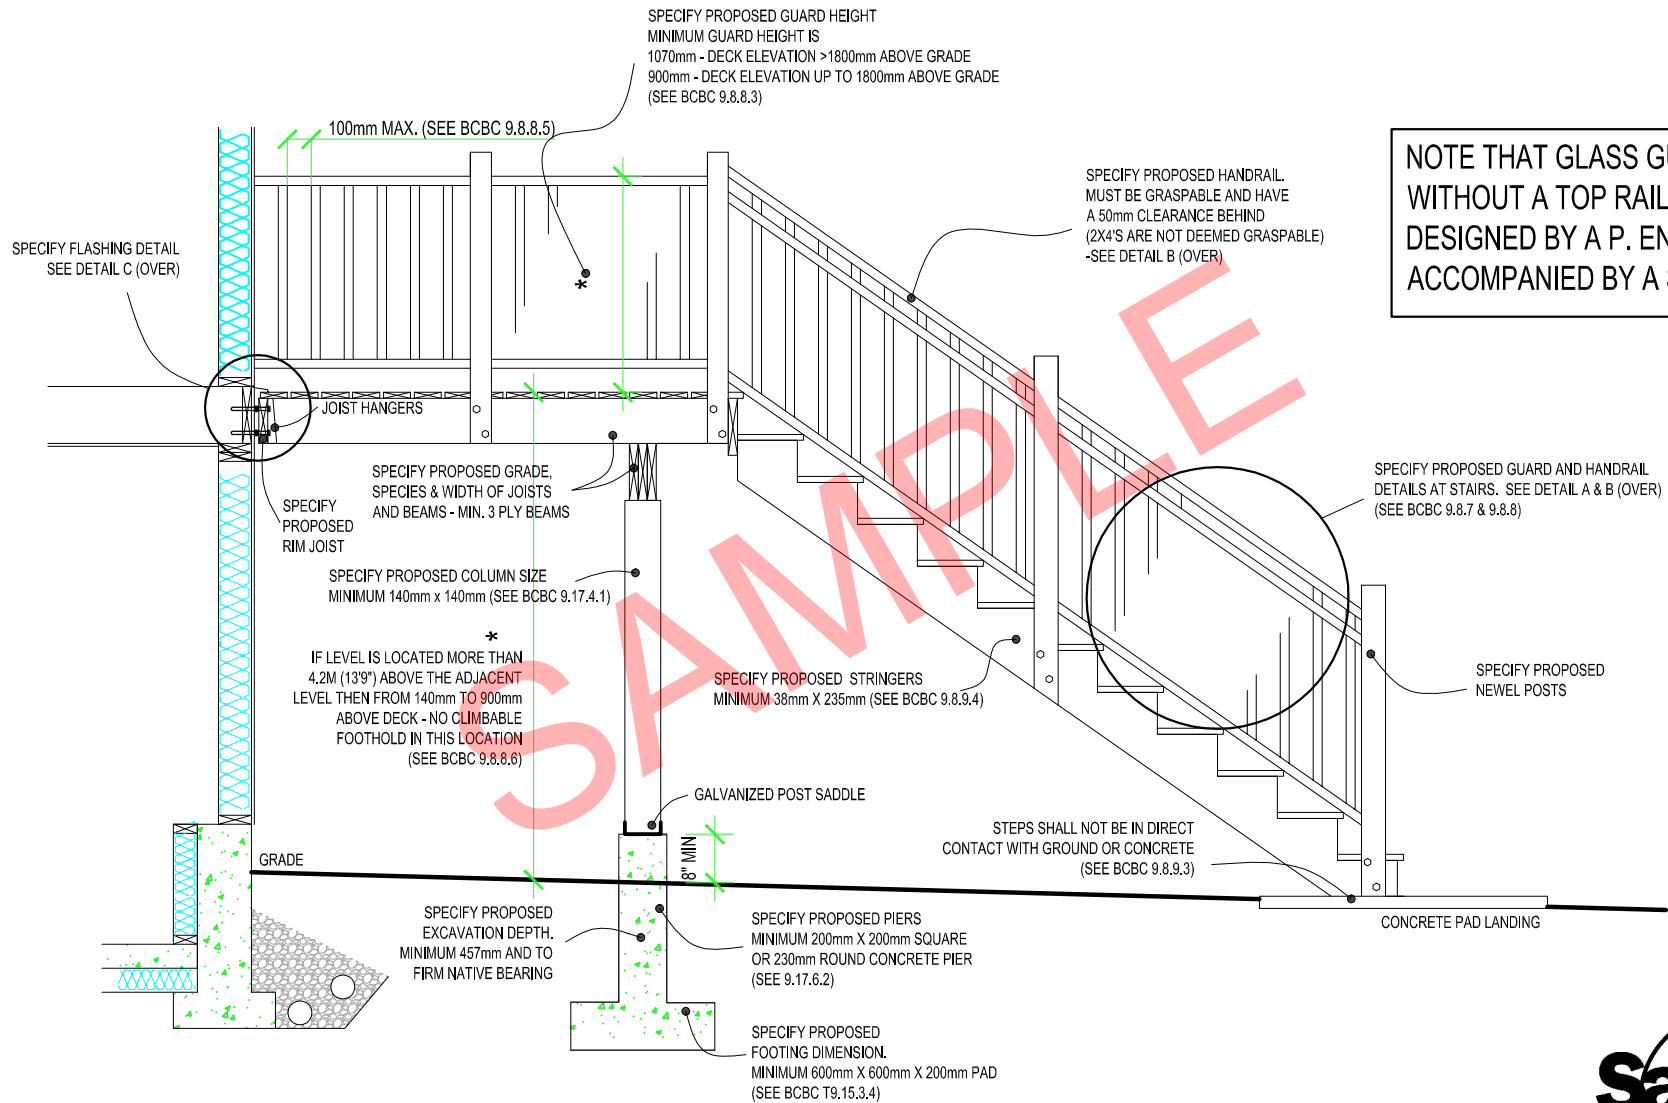 SPECIFY PROPOSED GUARD HEIGHT
MINIMUM GUARD HEIGHT IS
1070mm - DECK ELEVATION >1800mm ABOVE GRADE
900mm - DECK ELEVATION UP TO 1800mm ABOVE GRADE
(SEE BCBC 9.8.8.3)
100mm MAX. (SEE BCBC 9.8.8.5)
NOTE THAT GLASS
WITHOUT A TOP RAIL
DESIGNED BY A P.
ACCOMPANIED BY A
SPECIFY PROPOSED HANDRAIL.
MUST BE GRASPABLE AND HAVE
A 50mm CLEARANCE BEHIND
(2X4'S ARE NOT DEEMED GRASPABLE)
-SEE DETAIL B (OVER)
SPECIFY FLASHING DETAIL
SEE DETAIL C (OVER)
*
JOIST HANGERS
SPECIFY PROPOSED GRADE,
SPECIES & WIDTH OF JOISTS
AND BEAMS - MIN. 3 PLY BEAMS
SPECIFY
PROPOSED
RIM JOIST
SPECIFY PROPOSED GUARD AND HANDRAIL
DETAILS AT STAIRS. SEE DETAIL A & B (OVER)
(SEE BCBC 9.8.7 & 9.8.8)
SPECIFY PROPOSED COLUMN SIZE
MINIMUM 140mm x 140mm (SEE BCBC 9.17.4.1)
*
IF LEVEL IS LOCATED MORE THAN
4.2M (13'9") ABOVE THE ADJACENT
LEVEL THEN FROM 140mm TO 900mm
ABOVE DECK - NO CLIMBABLE
FOOTHOLD IN THIS LOCATION
(SEE BCBC 9.8.8.6)
SPECIFY PROPOSED STRINGERS
MINIMUM 38mm X 235mm (SEE BCBC 9.8.9.4)
SPECIFY PROPOSED
NEWEL POSTS
SAMPLE
GALVANIZED POST SADDLE
8" MIN
STEPS SHALL NOT BE IN DIRECT
CONTACT WITH GROUND OR CONCRETE
(SEE BCBC 9.8.9.3)
GRADE
CONCRETE PAD LANDING
SPECIFY PROPOSED
EXCAVATION DEPTH.
MINIMUM 457mm AND TO
FIRM NATIVE BEARING
SPECIFY PROPOSED PIERS
MINIMUM 200mm X 200mm SQUARE
OR 230mm ROUND CONCRETE PIER
(SEE 9.17.6.2)
SPECIFY PROPOSED
FOOTING DIMENSION.
MINIMUM 600mm X 600mm X 200mm PAD
(SEE BCBC T9.15.3.4)